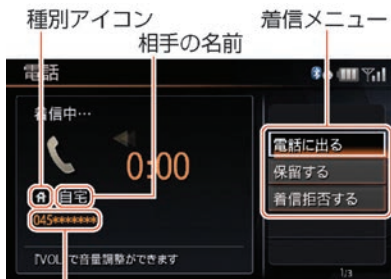 種別アイコン
着信メニュー
相手の名前
電話
着信中…
0:00
自宅
045*******
『VOL』で音量調整ができます
電話に出る
保留する
着信拒否する
1/3